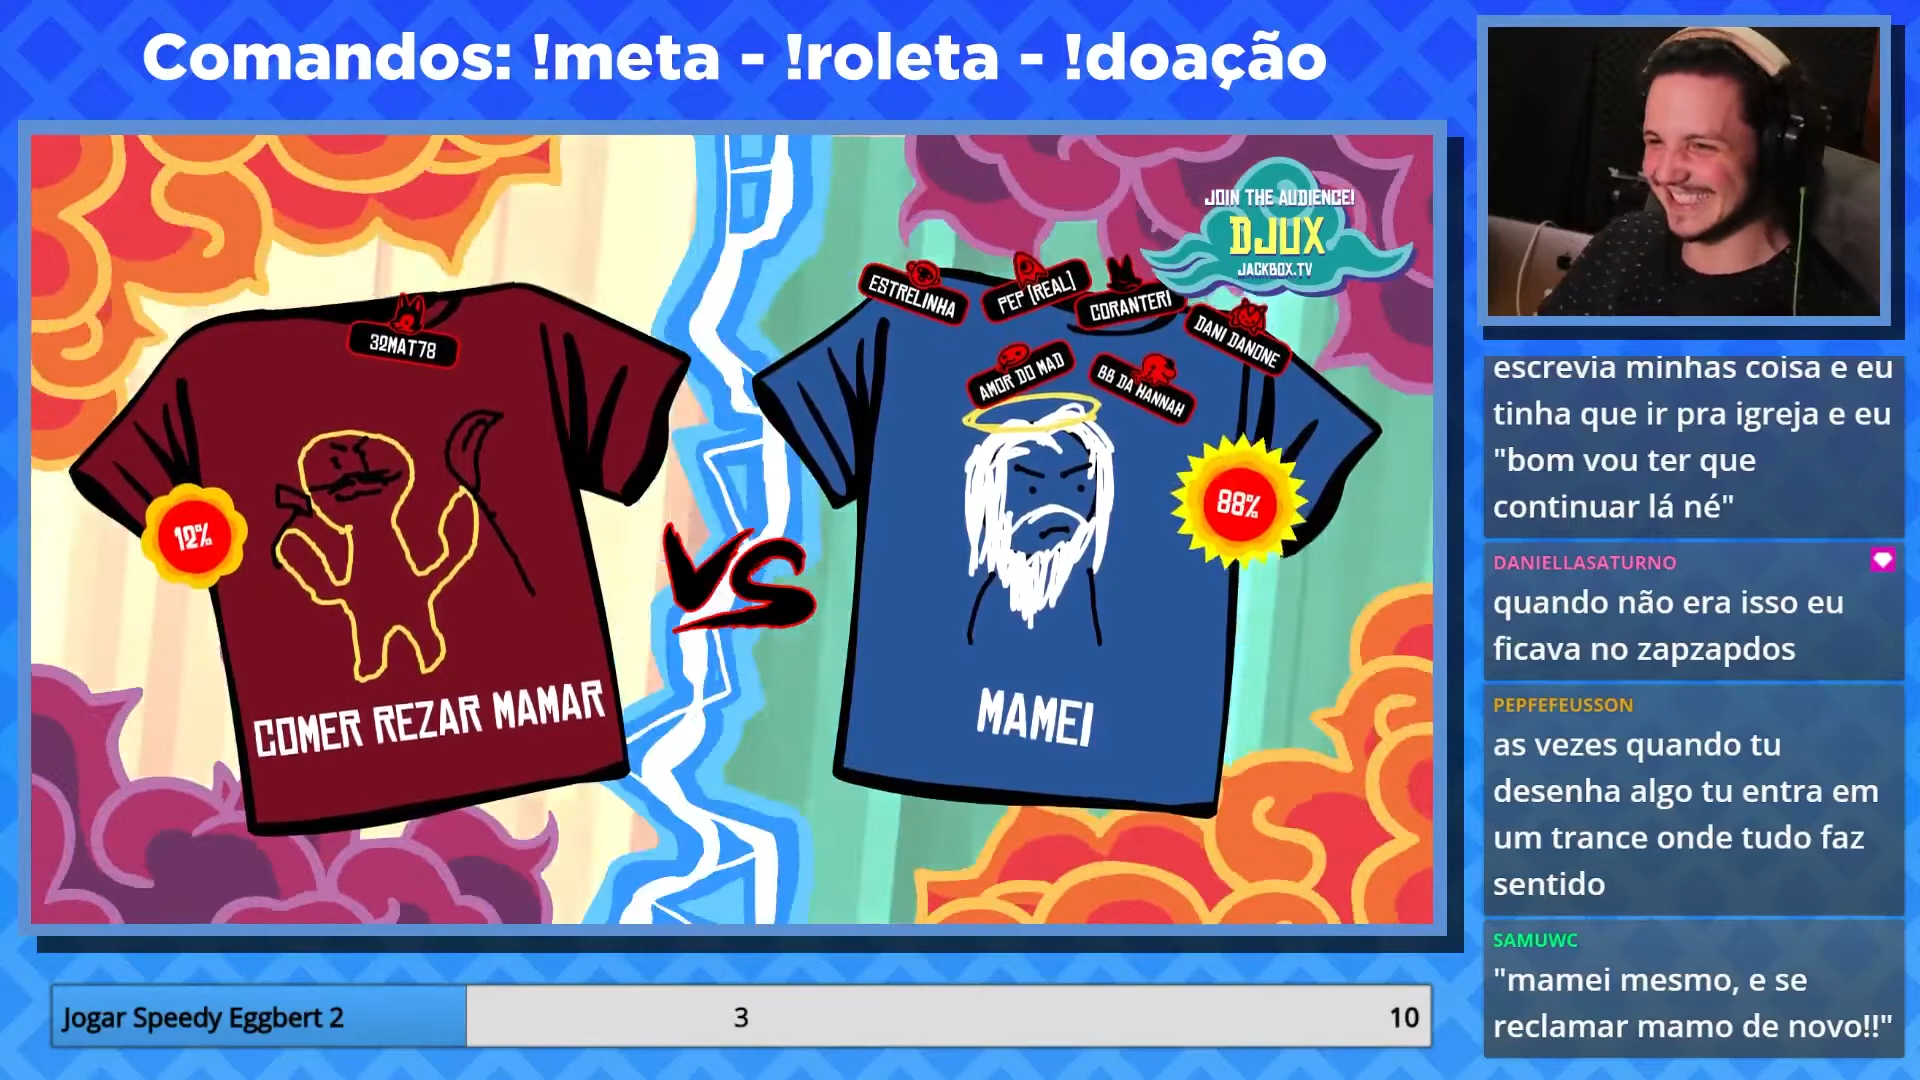 Comandos: !meta - !roleta - !doação
JOIN THE AUDIENCE!
DJUX
JACKBOX.TV
32MAT78
12%
COMER REZAR MAMAR
VS
ESTRELINHA
PEP [REAL]
CORANTERI
DANI DANONE
AMOR DO MAD
BB DA HANNAH
88%
MAMEI
Jogar Speedy Eggbert 2
3
10
escrevia minhas coisa e eu
tinha que ir pra igreja e eu
"bom vou ter que
continuar lá né"
DANIELLASATURNO
quando não era isso eu
ficava no zapzapdos
PEPFEFEUSSON
as vezes quando tu
desenha algo tu entra em
um trance onde tudo faz
sentido
SAMUWC
"mamei mesmo, e se
reclamar mamo de novo!!"